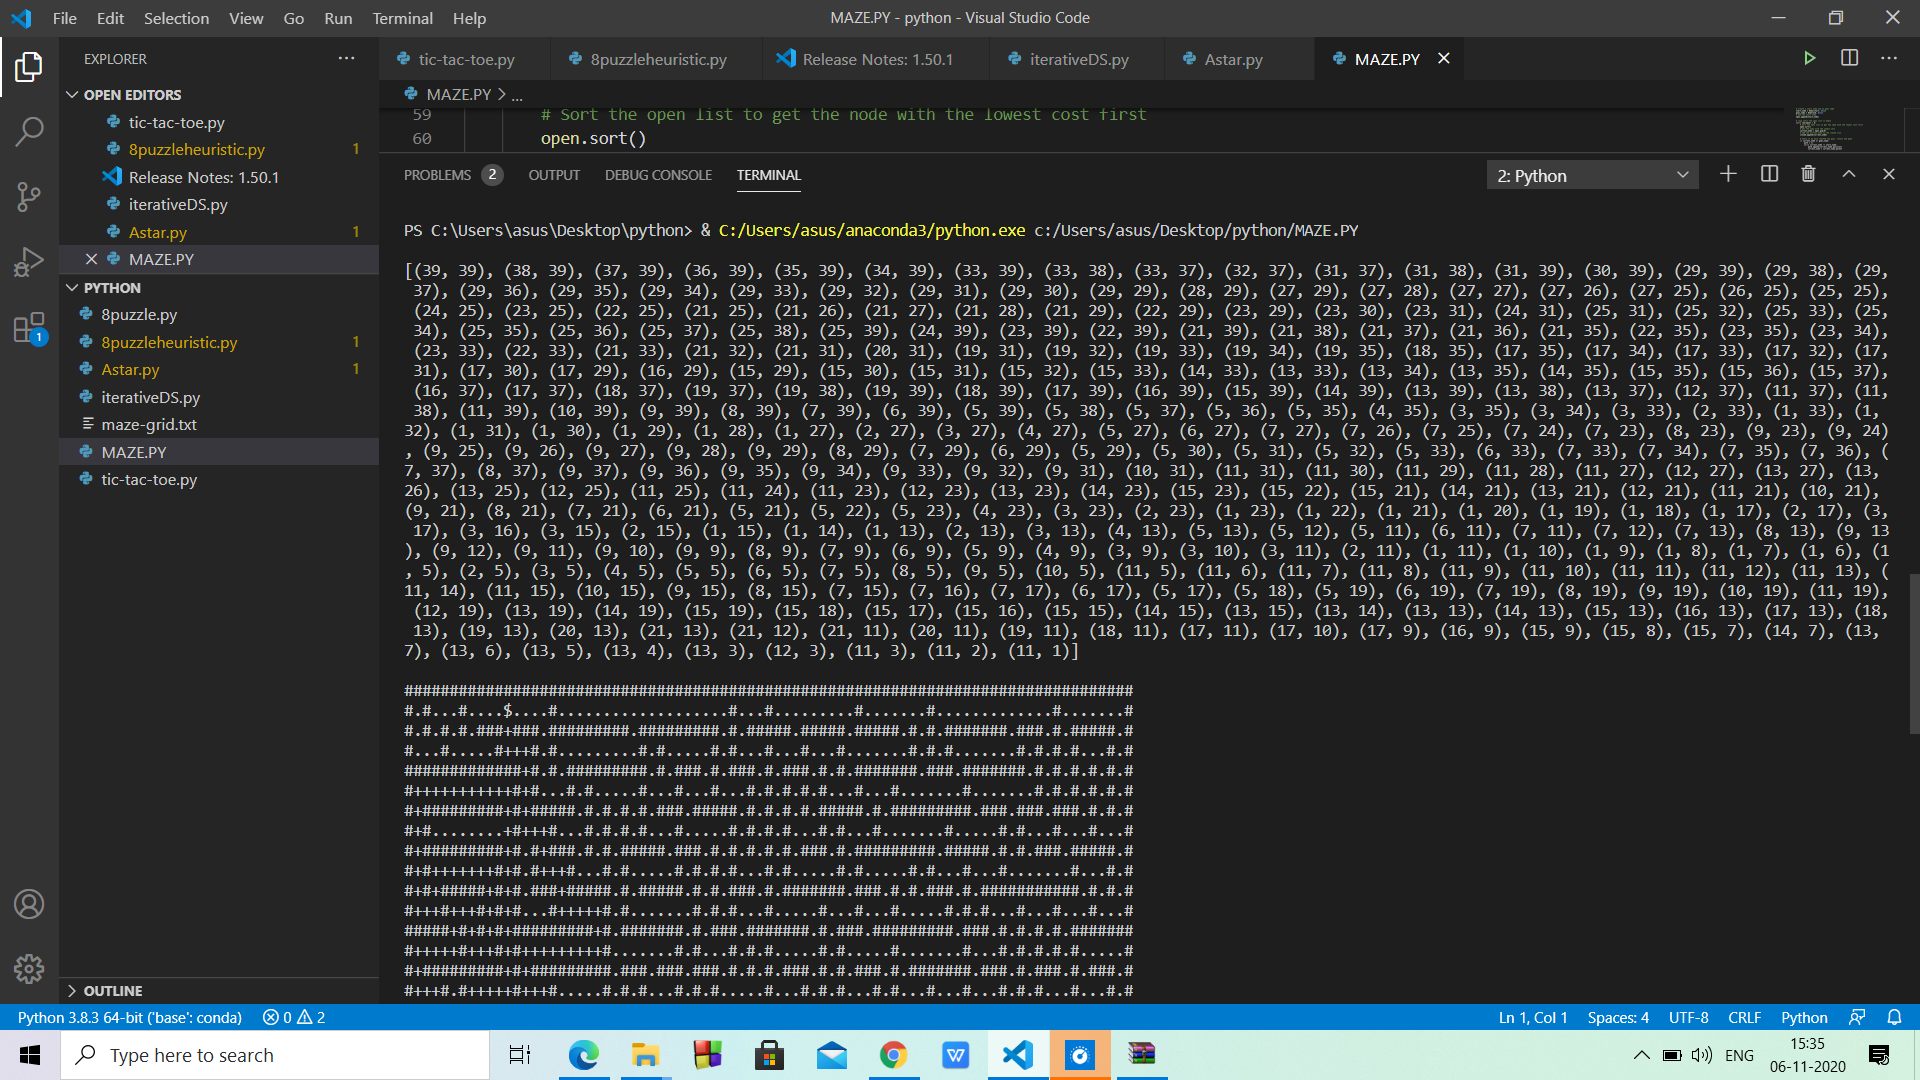 File Edit Selection View Go Run Terminal Help
MAZE.PY - python - Visual Studio Code
EXPLORER
tic-tac-toe.py 8puzzleheuristic.py Release Notes: 1.50.1 iterativeDS.py Astar.py MAZE.PY
OPEN EDITORS
tic-tac-toe.py
8puzzleheuristic.py 1
Release Notes: 1.50.1
iterativeDS.py
Astar.py 1
MAZE.PY
PYTHON
8puzzle.py
8puzzleheuristic.py 1
Astar.py 1
iterativeDS.py
maze-grid.txt
MAZE.PY
tic-tac-toe.py
OUTLINE
1
MAZE.PY > ...
59 # Sort the open list to get the node with the lowest cost first
60 open.sort()
PROBLEMS 2 OUTPUT DEBUG CONSOLE TERMINAL
2: Python
PS C:\Users\asus\Desktop\python> & C:/Users/asus/anaconda3/python.exe c:/Users/asus/Desktop/python/MAZE.PY
[(39, 39), (38, 39), (37, 39), (36, 39), (35, 39), (34, 39), (33, 39), (33, 38), (33, 37), (32, 37), (31, 37), (31, 38), (31, 39), (30, 39), (29, 39), (29, 38), (29,
37), (29, 36), (29, 35), (29, 34), (29, 33), (29, 32), (29, 31), (29, 30), (29, 29), (28, 29), (27, 29), (27, 28), (27, 27), (27, 26), (27, 25), (26, 25), (25, 25),
(24, 25), (23, 25), (22, 25), (21, 25), (21, 26), (21, 27), (21, 28), (21, 29), (22, 29), (23, 29), (23, 30), (23, 31), (24, 31), (25, 31), (25, 32), (25, 33), (25,
34), (25, 35), (25, 36), (25, 37), (25, 38), (25, 39), (24, 39), (23, 39), (22, 39), (21, 39), (21, 38), (21, 37), (21, 36), (21, 35), (22, 35), (23, 35), (23, 34),
(23, 33), (22, 33), (21, 33), (21, 32), (21, 31), (20, 31), (19, 31), (19, 32), (19, 33), (19, 34), (19, 35), (18, 35), (17, 35), (17, 34), (17, 33), (17, 32), (17,
31), (17, 30), (17, 29), (16, 29), (15, 29), (15, 30), (15, 31), (15, 32), (15, 33), (14, 33), (13, 33), (13, 34), (13, 35), (14, 35), (15, 35), (15, 36), (15, 37),
(16, 37), (17, 37), (18, 37), (19, 37), (19, 38), (19, 39), (18, 39), (17, 39), (16, 39), (15, 39), (14, 39), (13, 39), (13, 38), (13, 37), (12, 37), (11, 37), (11,
38), (11, 39), (10, 39), (9, 39), (8, 39), (7, 39), (6, 39), (5, 39), (5, 38), (5, 37), (5, 36), (5, 35), (4, 35), (3, 35), (3, 34), (3, 33), (2, 33), (1, 33), (1,
32), (1, 31), (1, 30), (1, 29), (1, 28), (1, 27), (2, 27), (3, 27), (4, 27), (5, 27), (6, 27), (7, 27), (7, 26), (7, 25), (7, 24), (7, 23), (8, 23), (9, 23), (9, 24)
, (9, 25), (9, 26), (9, 27), (9, 28), (9, 29), (8, 29), (7, 29), (6, 29), (5, 29), (5, 30), (5, 31), (5, 32), (5, 33), (6, 33), (7, 33), (7, 34), (7, 35), (7, 36), (
7, 37), (8, 37), (9, 37), (9, 36), (9, 35), (9, 34), (9, 33), (9, 32), (9, 31), (10, 31), (11, 31), (11, 30), (11, 29), (11, 28), (11, 27), (12, 27), (13, 27), (13,
26), (13, 25), (12, 25), (11, 25), (11, 24), (11, 23), (12, 23), (13, 23), (14, 23), (15, 23), (15, 22), (15, 21), (14, 21), (13, 21), (12, 21), (11, 21), (10, 21),
(9, 21), (8, 21), (7, 21), (6, 21), (5, 21), (5, 22), (5, 23), (4, 23), (3, 23), (2, 23), (1, 23), (1, 22), (1, 21), (1, 20), (1, 19), (1, 18), (1, 17), (2, 17), (3,
17), (3, 16), (3, 15), (2, 15), (1, 15), (1, 14), (1, 13), (2, 13), (3, 13), (4, 13), (5, 13), (5, 12), (5, 11), (6, 11), (7, 11), (7, 12), (7, 13), (8, 13), (9, 13
), (9, 12), (9, 11), (9, 10), (9, 9), (8, 9), (7, 9), (6, 9), (5, 9), (4, 9), (3, 9), (3, 10), (3, 11), (2, 11), (1, 11), (1, 10), (1, 9), (1, 8), (1, 7), (1, 6), (1
, 5), (2, 5), (3, 5), (4, 5), (5, 5), (6, 5), (7, 5), (8, 5), (9, 5), (10, 5), (11, 5), (11, 6), (11, 7), (11, 8), (11, 9), (11, 10), (11, 11), (11, 12), (11, 13), (
11, 14), (11, 15), (10, 15), (9, 15), (8, 15), (7, 15), (7, 16), (7, 17), (6, 17), (5, 17), (5, 18), (5, 19), (6, 19), (7, 19), (8, 19), (9, 19), (10, 19), (11, 19),
(12, 19), (13, 19), (14, 19), (15, 19), (15, 18), (15, 17), (15, 16), (15, 15), (14, 15), (13, 15), (13, 14), (13, 13), (14, 13), (15, 13), (16, 13), (17, 13), (18,
13), (19, 13), (20, 13), (21, 13), (21, 12), (21, 11), (20, 11), (19, 11), (18, 11), (17, 11), (17, 10), (17, 9), (16, 9), (15, 9), (15, 8), (15, 7), (14, 7), (13,
7), (13, 6), (13, 5), (13, 4), (13, 3), (12, 3), (11, 3), (11, 2), (11, 1)]
Python 3.8.3 64-bit ('base': conda) 0 2
Ln 1, Col 1 Spaces: 4 UTF-8 CRLF Python
Type here to search
ENG
15:35
06-11-2020